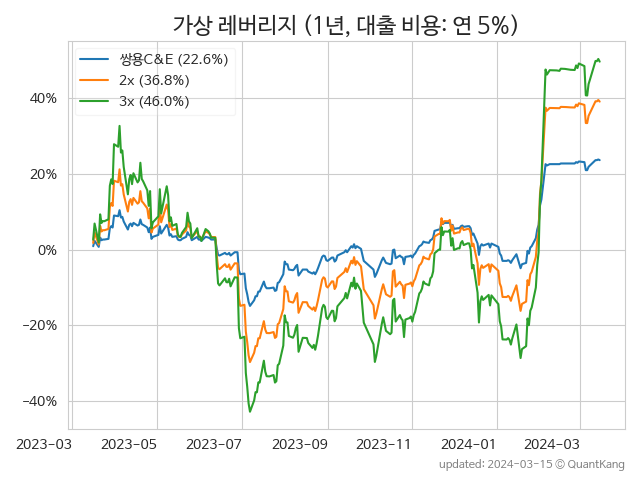 가상 레버리지 (1년, 대출 비용: 연 5%)
쌍용C&E (22.6%)
2x (36.8%)
3x (46.0%)
40%
20%
0%
−20%
−40%
2023−03 2023−05 2023−07 2023−09 2023−11 2024−01 2024−03
updated: 2024-03-15 © QuantKang